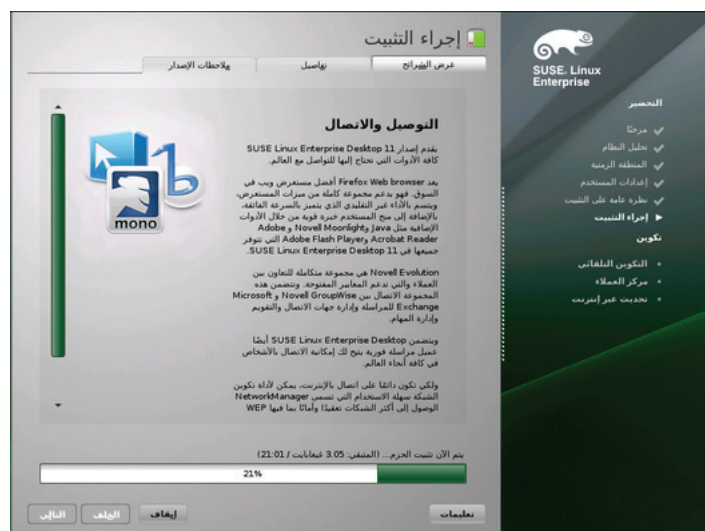 إجراء التثبيت
عرض الشرائح
تفاصيل
ملاحظات الإصدار
التوصيل والاتصال
يقدم إصدار SUSE Linux Enterprise Desktop 11
كافة الأدوات التي تحتاج إليها للتواصل مع العالم.
يعد Firefox Web browser أفضل مستعرض ويب في
السوق. فهو يدعم مجموعة كاملة من ميزات المستعرض،
ويتسم بالأداء غير التقليدي الذي يتميز بالسرعة الفائقة،
بالإضافة إلى منح المستخدم خبرة قوية من خلال الأدوات
الإضافية مثل Java وNovell Moonlight و Adobe
Acrobat Reader وAdobe Flash Player التي تتوفر
جميعها في SUSE Linux Enterprise Desktop 11.
Novell Evolution هي مجموعة متكاملة للتعاون بين
العملاء والتي تدعم المعايير المفتوحة. وتتضمن هذه
المجموعة الاتصال بين Novell GroupWise و Microsoft
Exchange للمراسلة وإدارة جهات الاتصال والتقويم
وإدارة المهام.
ويتضمن SUSE Linux Enterprise Desktop أيضًا
عميل مراسلة فورية يتيح لك إمكانية الاتصال بالأشخاص
في كافة أنحاء العالم.
ولكي تكون دائمًا على اتصال بالإنترنت، يمكن لأداة تكوين
الشبكة سهلة الاستخدام التي تسمى NetworkManager
الوصول إلى أكثر الشبكات تعقيدًا وأمانًا بما فيها WEP
mono
يتم الآن تثبيت الحزم... (المتبقي: 3.05 غيغابايت / 21:01)
21%
تعليمات
إيقاف
الخلف
التالي
SUSE. Linux
Enterprise
التحضير
مرحبًا
تحليل النظام
المنطقة الزمنية
إعدادات المستخدم
نظرة عامة على التثبيت
إجراء التثبيت
تكوين
التكوين التلقائي
مركز العملاء
تحديث عبر إنترنت